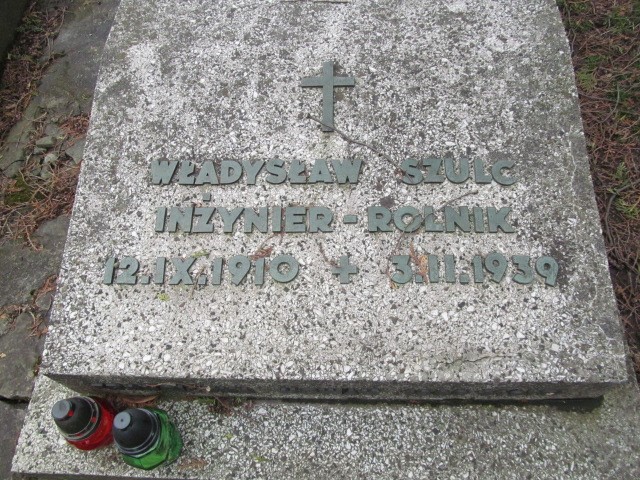 WŁADYSŁAW SZULC
INŻYNIER-ROLNIK
12.IX.1910 + 3.II.1939